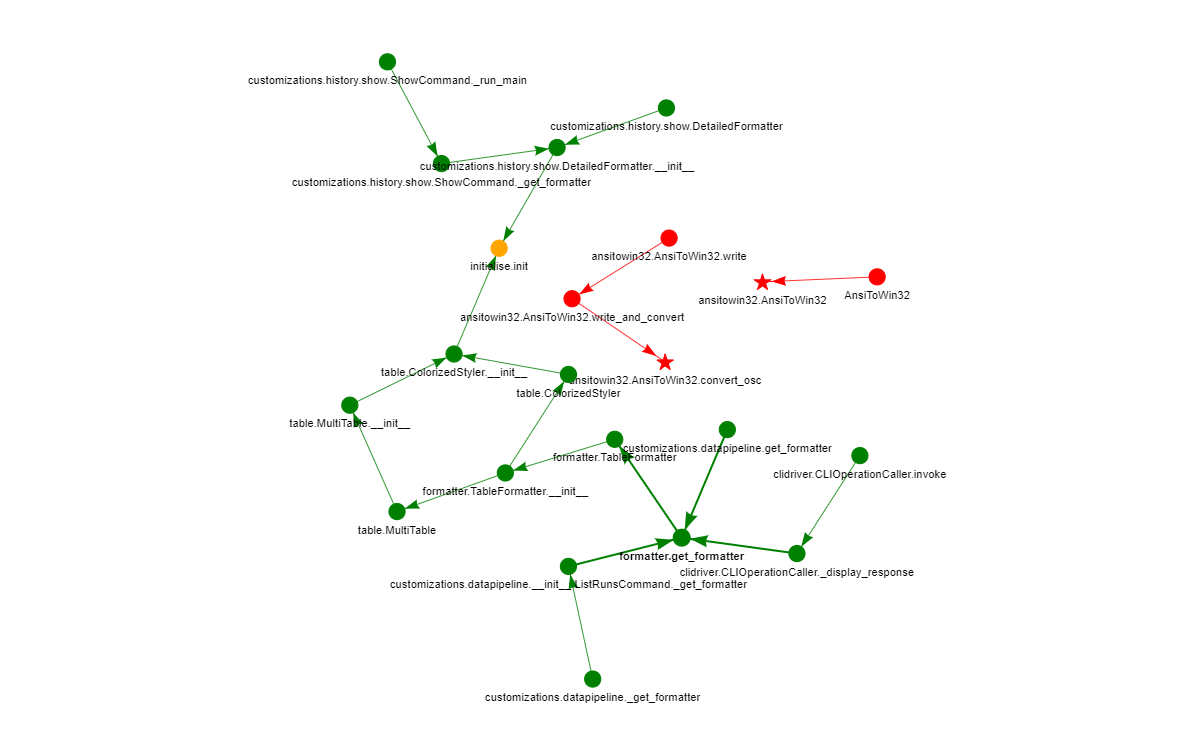 customizations.history.show.ShowCommand._run_main
customizations.history.show.DetailedFormatter
customizations.history.show.DetailedFormatter.__init__
customizations.history.show.ShowCommand._get_formatter
ansitowin32.AnsiToWin32.write
initialise.init
AnsiToWin32
ansitowin32.AnsiToWin32
ansitowin32.AnsiToWin32.write_and_convert
table.ColorizedStyler.__init__
ansitowin32.AnsiToWin32.convert_osc
table.ColorizedStyler
table.MultiTable.__init__
customizations.datapipeline.get_formatter
formatter.TableFormatter
clidriver.CLIOperationCaller.invoke
formatter.TableFormatter.__init__
table.MultiTable
formatter.get_formatter
clidriver.CLIOperationCaller._display_response
customizations.datapipeline.__init__.ListRunsCommand._get_formatter
customizations.datapipeline._get_formatter